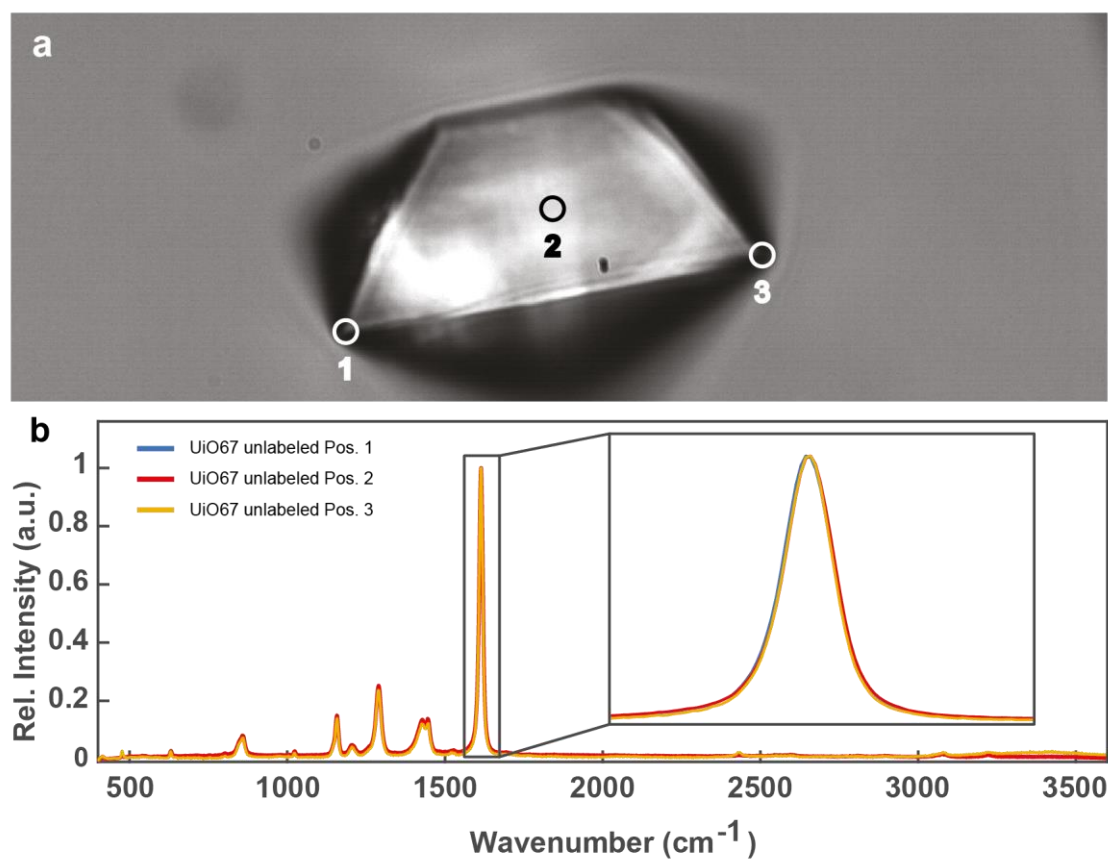 a
1
2
3
b
UiO67 unlabeled Pos. 1
UiO67 unlabeled Pos. 2
UiO67 unlabeled Pos. 3
1
0.8
0.6
0.4
0.2
0
Rel. Intensity (a.u.)
500 1000 1500 2000 2500 3000 3500
Wavenumber (cm-1)